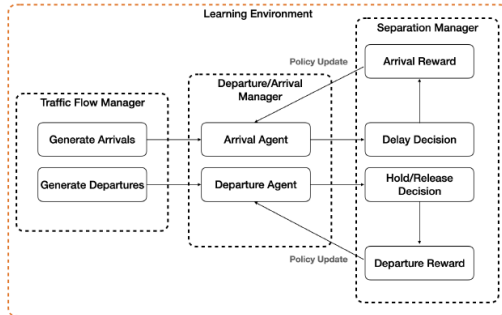 Learning Environment
Separation Manager
Policy Update
Arrival Reward
Departure/Arrival
Manager
Traffic Flow Manager
Generate Arrivals
Arrival Agent
Delay Decision
Generate Departures
Departure Agent
Hold/Release
Decision
Policy Update
Departure Reward